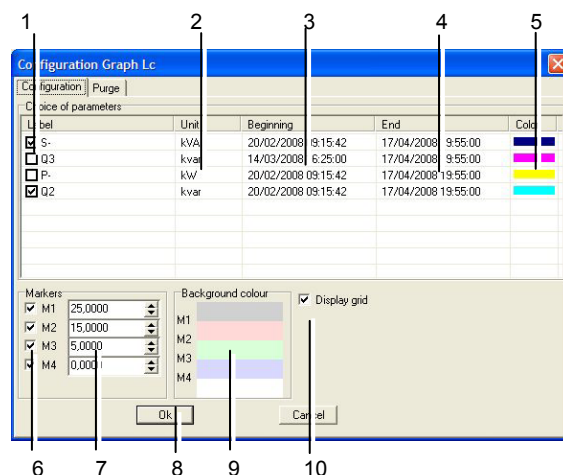 1 2 3 4 5
Configuration Graph Lc
Configuration Purge
Choice of parameters
Label Unit Beginning End Colo
S- kVA 20/02/2008 09:15:42 17/04/2008 19:55:00
Q3 kvar 14/03/2008 6:25:00 17/04/2008 9:55:00
P- kW 20/02/2008 09:15:42 17/04/2008 19:55:00
Q2 kvar 20/02/2008 09:15:42 17/04/2008 19:55:00
Markers Background colour
Display grid
M1 25,0000 M1
M2 15,0000 M2
M3 5,0000 M3
M4 0,0000 M4
Ok Cancel
6 7 8 9 10